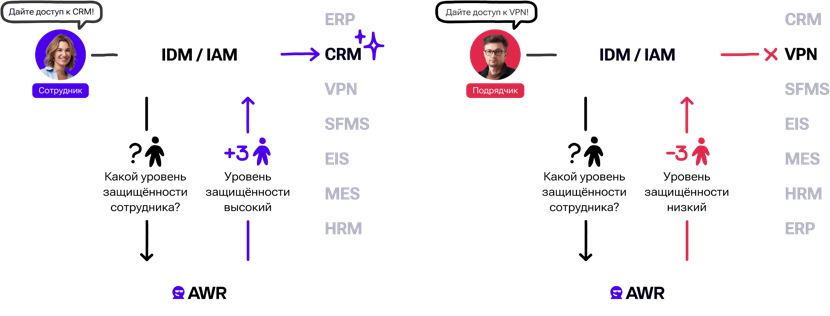 Дайте доступ к CRM!
Сотрудник
IDM / IAM
ERP
CRM
VPN
SFMS
EIS
MES
HRM
?
Какой уровень
защищённости
сотрудника?
+3
Уровень
защищённости
высокий
AWR
Дайте доступ к VPN!
Подрядчик
IDM / IAM
CRM
VPN
SFMS
EIS
MES
HRM
ERP
?
Какой уровень
защищённости
сотрудника?
-3
Уровень
защищённости
низкий
AWR